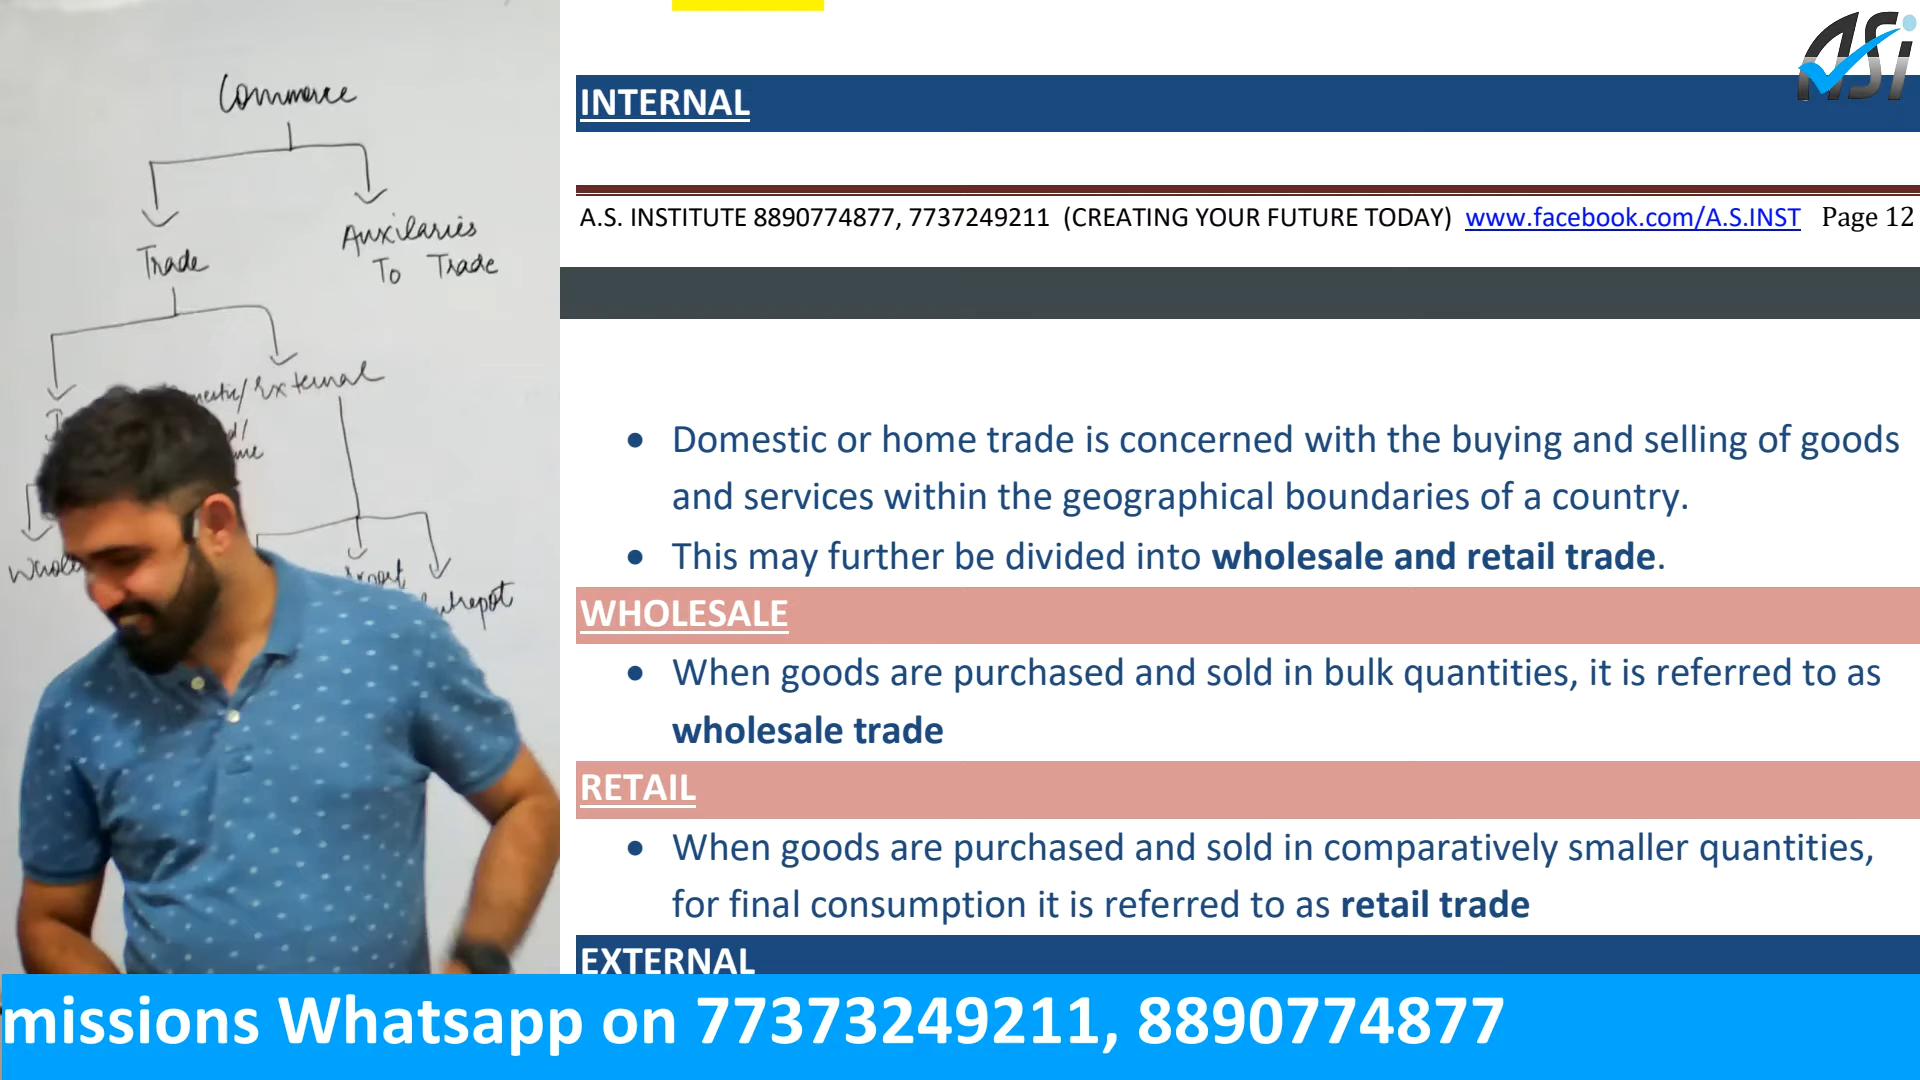 Commerce
Trade
Auxilaries
To Trade
External
INTERNAL
A.S. INSTITUTE 8890774877, 7737249211 (CREATING YOUR FUTURE TODAY) www.facebook.com/A.S.INST Page 12
• Domestic or home trade is concerned with the buying and selling of goods
and services within the geographical boundaries of a country.
• This may further be divided into wholesale and retail trade.
WHOLESALE
• When goods are purchased and sold in bulk quantities, it is referred to as
wholesale trade
RETAIL
• When goods are purchased and sold in comparatively smaller quantities,
for final consumption it is referred to as retail trade
EXTERNAL
missions Whatsapp on 77373249211, 8890774877
ASi